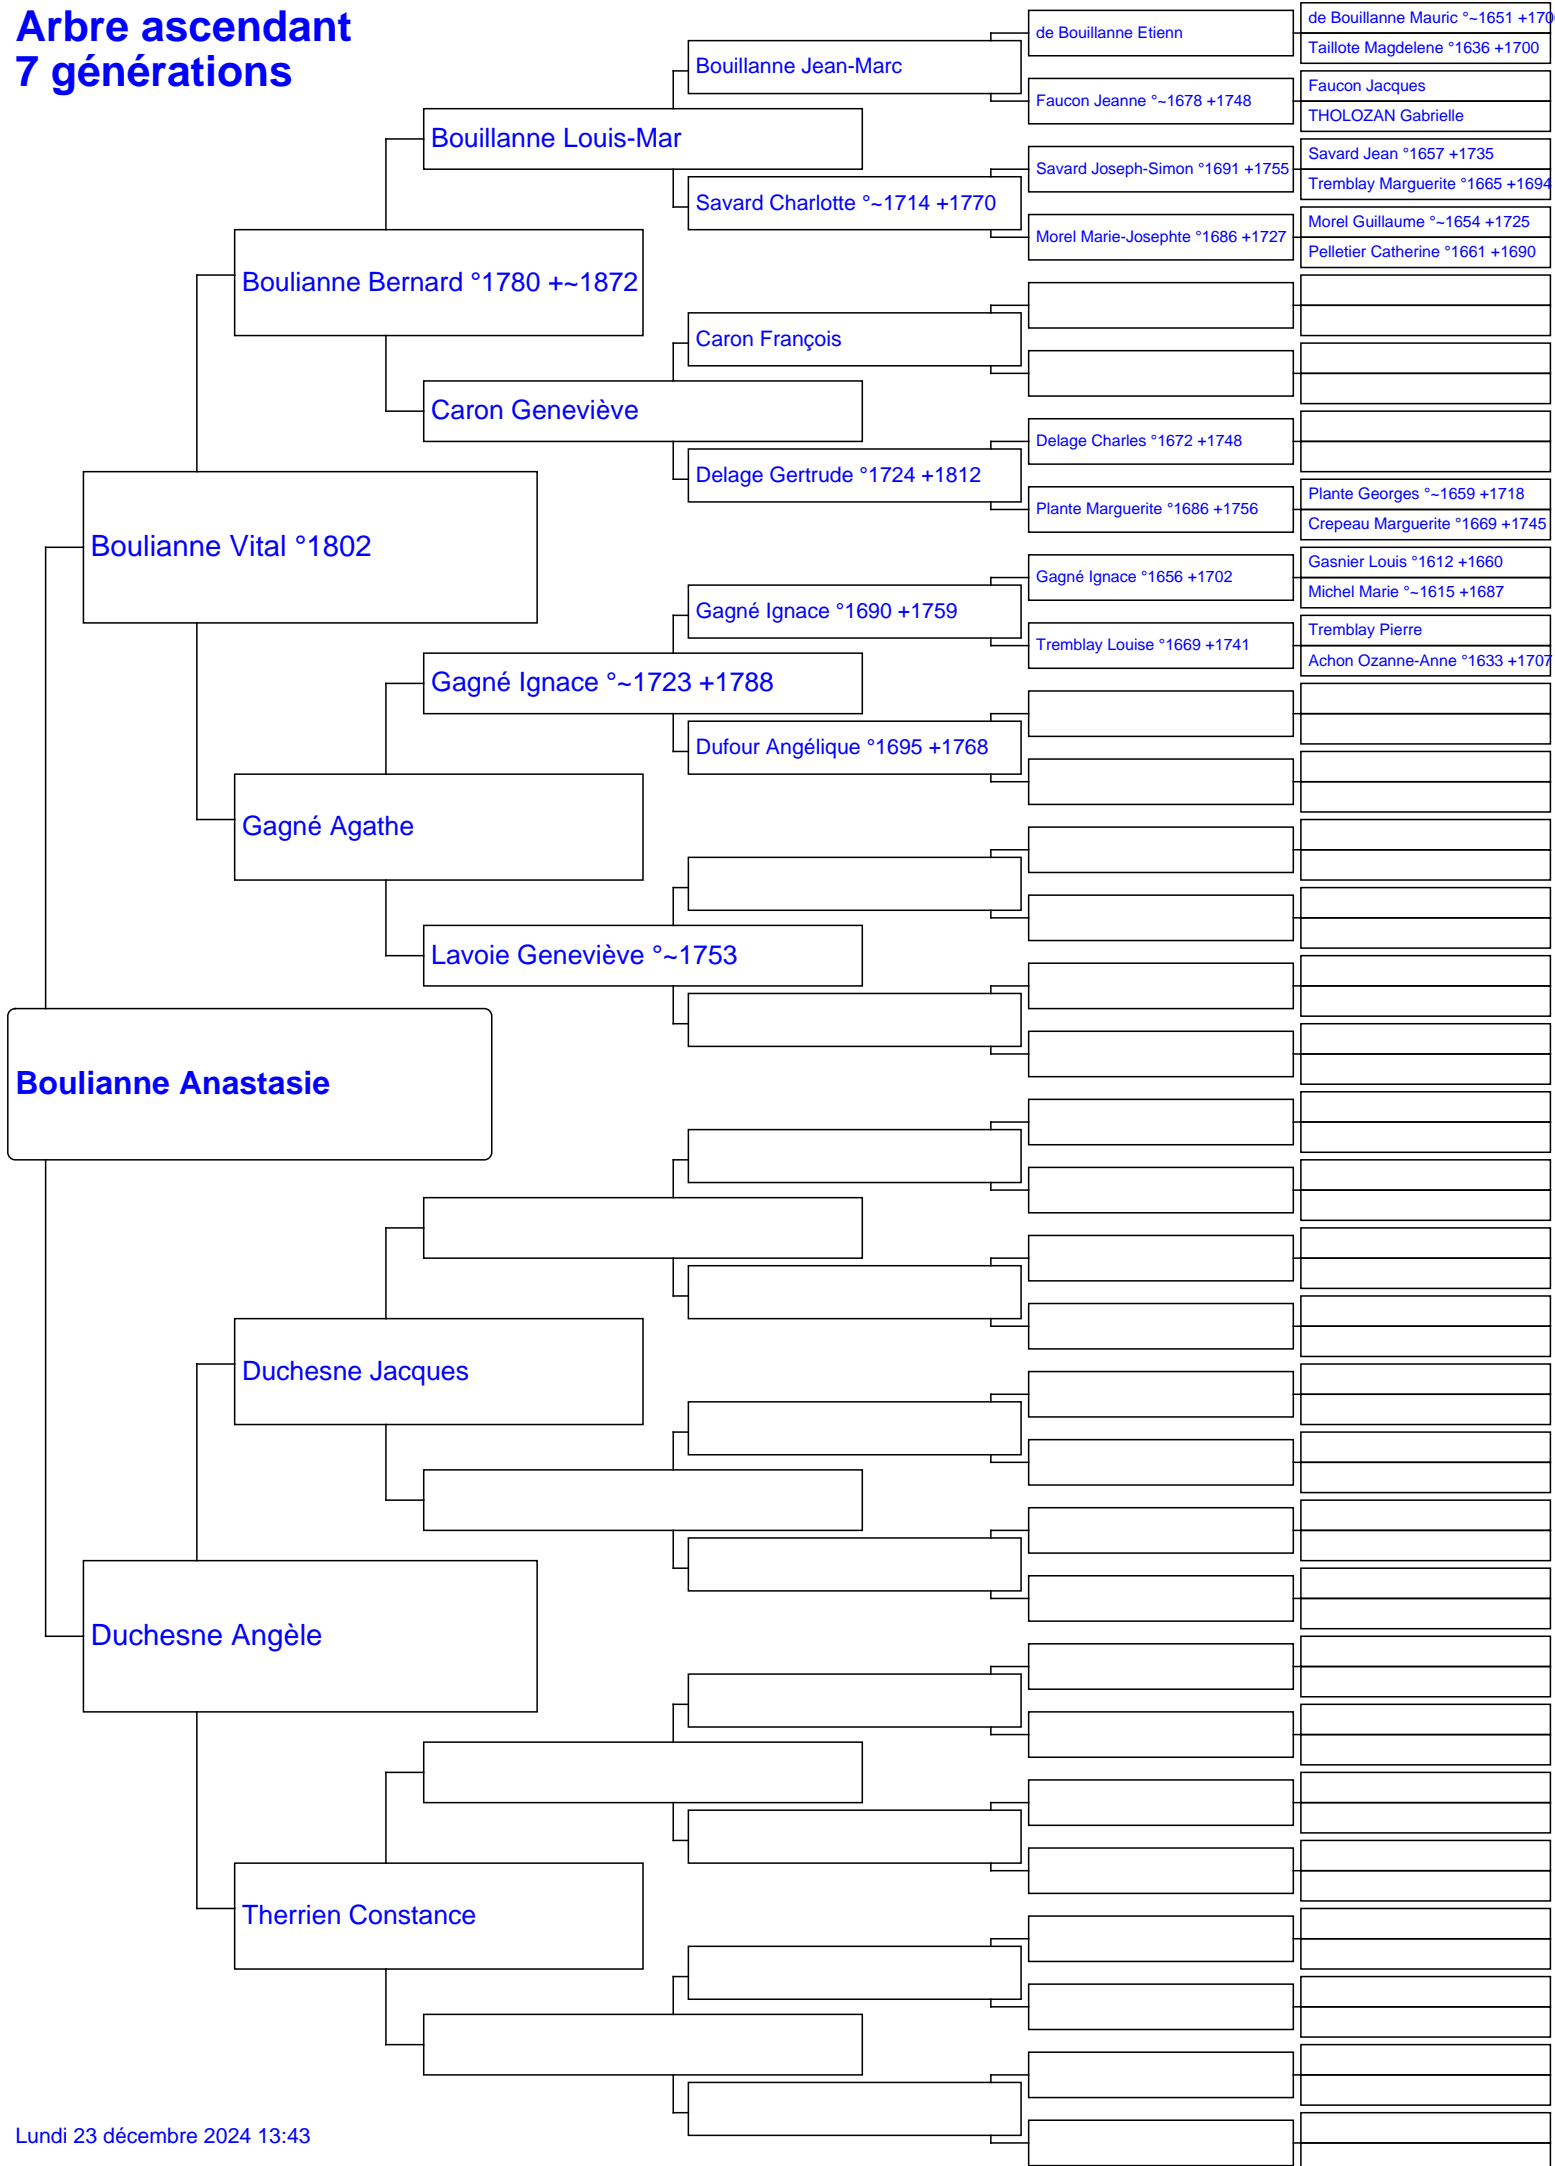 Arbre ascendant
7 générations
de Bouillanne Mauric °~1651 +170
de Bouillanne Etienn
Taillote Magdelene °1636 +1700
Bouillanne Jean-Marc
Faucon Jacques
Faucon Jeanne °~1678 +1748
THOLOZAN Gabrielle
Bouillanne Louis-Mar
Savard Jean °1657 +1735
Savard Joseph-Simon °1691 +1755
Tremblay Marguerite °1665 +1694
Savard Charlotte °~1714 +1770
Morel Guillaume °~1654 +1725
Morel Marie-Josephte °1686 +1727
Pelletier Catherine °1661 +1690
Boulianne Bernard °1780 +~1872
Caron François
Caron Geneviève
Delage Charles °1672 +1748
Delage Gertrude °1724 +1812
Plante Georges °~1659 +1718
Plante Marguerite °1686 +1756
Crepeau Marguerite °1669 +1745
Boulianne Vital °1802
Gasnier Louis °1612 +1660
Gagné Ignace °1656 +1702
Michel Marie °~1615 +1687
Gagné Ignace °1690 +1759
Tremblay Pierre
Tremblay Louise °1669 +1741
Achon Ozanne-Anne °1633 +1707
Gagné Ignace °~1723 +1788
Dufour Angélique °1695 +1768
Gagné Agathe
Lavoie Geneviève °~1753
Boulianne Anastasie
Duchesne Jacques
Duchesne Angèle
Therrien Constance
Lundi 23 décembre 2024 13:43